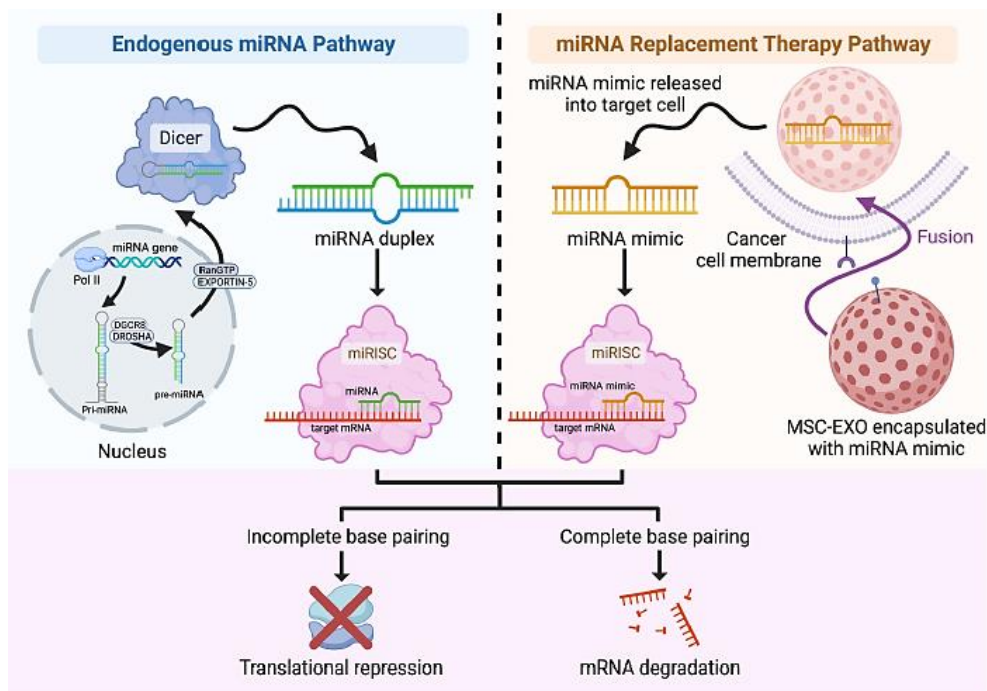 Endogenous miRNA Pathway
Dicer
miRNA duplex
miRNA gene
Pol II
RanGTP
EXPORTIN-5
DGCR8
DROSHA
Pri-miRNA
pre-miRNA
Nucleus
miRISC
miRNA
target mRNA
miRNA Replacement Therapy Pathway
miRNA mimic released
into target cell
miRNA mimic
Cancer
cell membrane
Fusion
miRISC
miRNA mimic
target mRNA
MSC-EXO encapsulated
with miRNA mimic
Incomplete base pairing
Complete base pairing
Translational repression
mRNA degradation